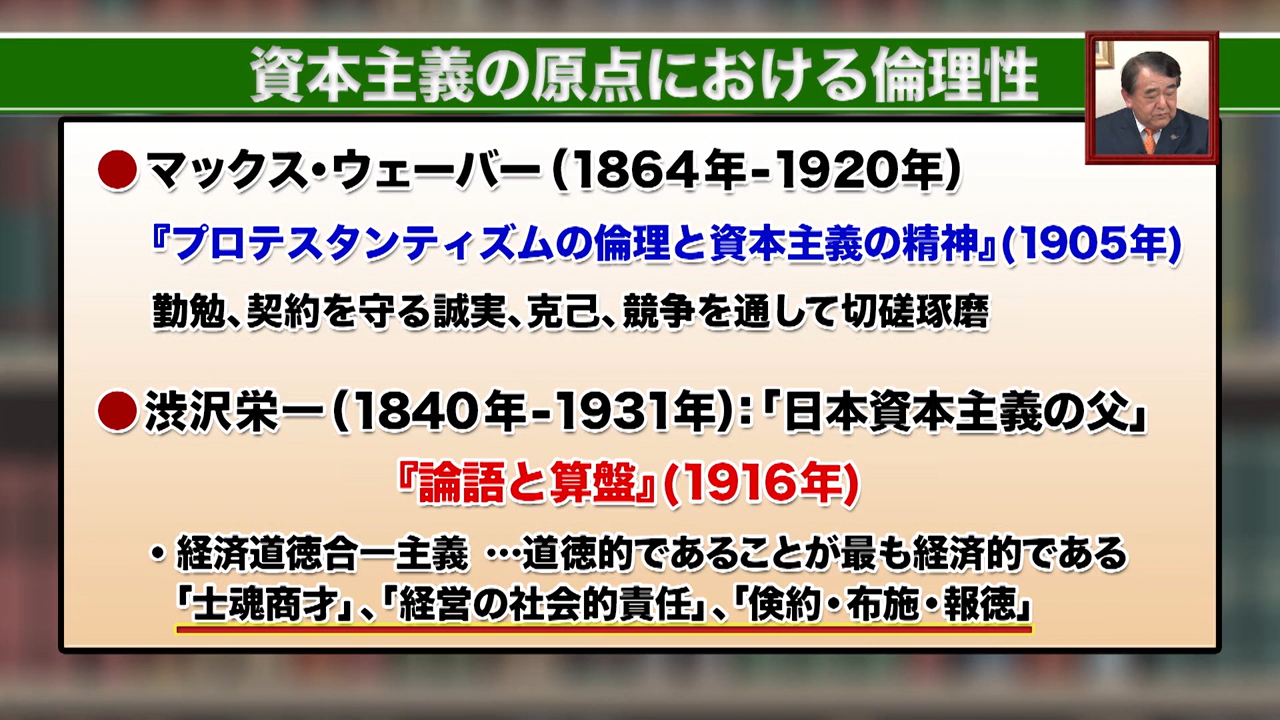 資本主義の原点における倫理性
●マックス・ウェーバー(1864年-1920年)
『プロテスタンティズムの倫理と資本主義の精神』(1905年)
勤勉、契約を守る誠実、克己、競争を通して切磋琢磨
●渋沢栄一(1840年-1931年):「日本資本主義の父」
『論語と算盤』(1916年)
・経済道徳合一主義 …道徳的であることが最も経済的である
「士魂商才」、「経営の社会的責任」、「倹約・布施・報徳」